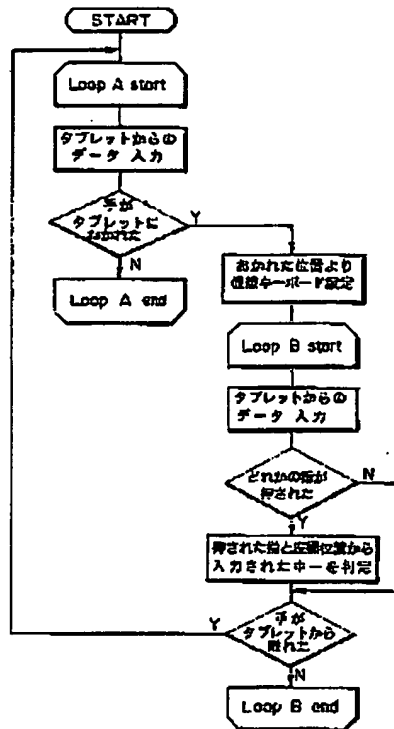 START
Loop A start
タブレットからの
データ 入力
手が
タブレットに
おかれた
Y
N
Loop A end
おかれた位置より
仮想キーボード設定
Loop B start
タブレットからの
データ 入力
どれかの指が
押された
N
Y
押された指と座標位置から
入力されたキーを判定
手が
タブレットから
離れた
Y
N
Loop B end